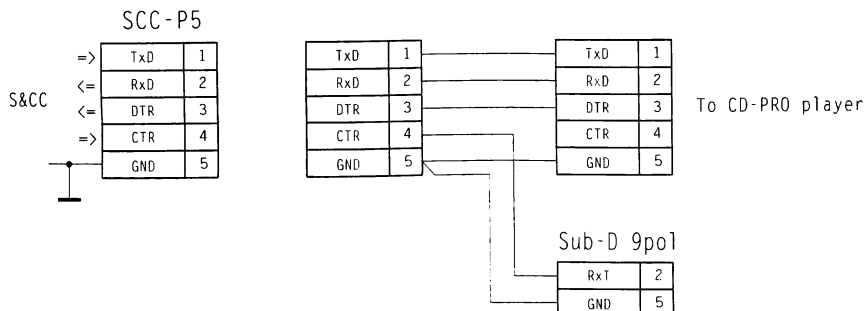 SCC-P5
S&CC
=> TxD 1
<= RxD 2
<= DTR 3
=> CTR 4
GND 5
TxD 1
RxD 2
DTR 3
CTR 4
GND 5
TxD 1
RxD 2
DTR 3
CTR 4
GND 5
To CD-PRO player
Sub-D 9pol
RxT 2
GND 5